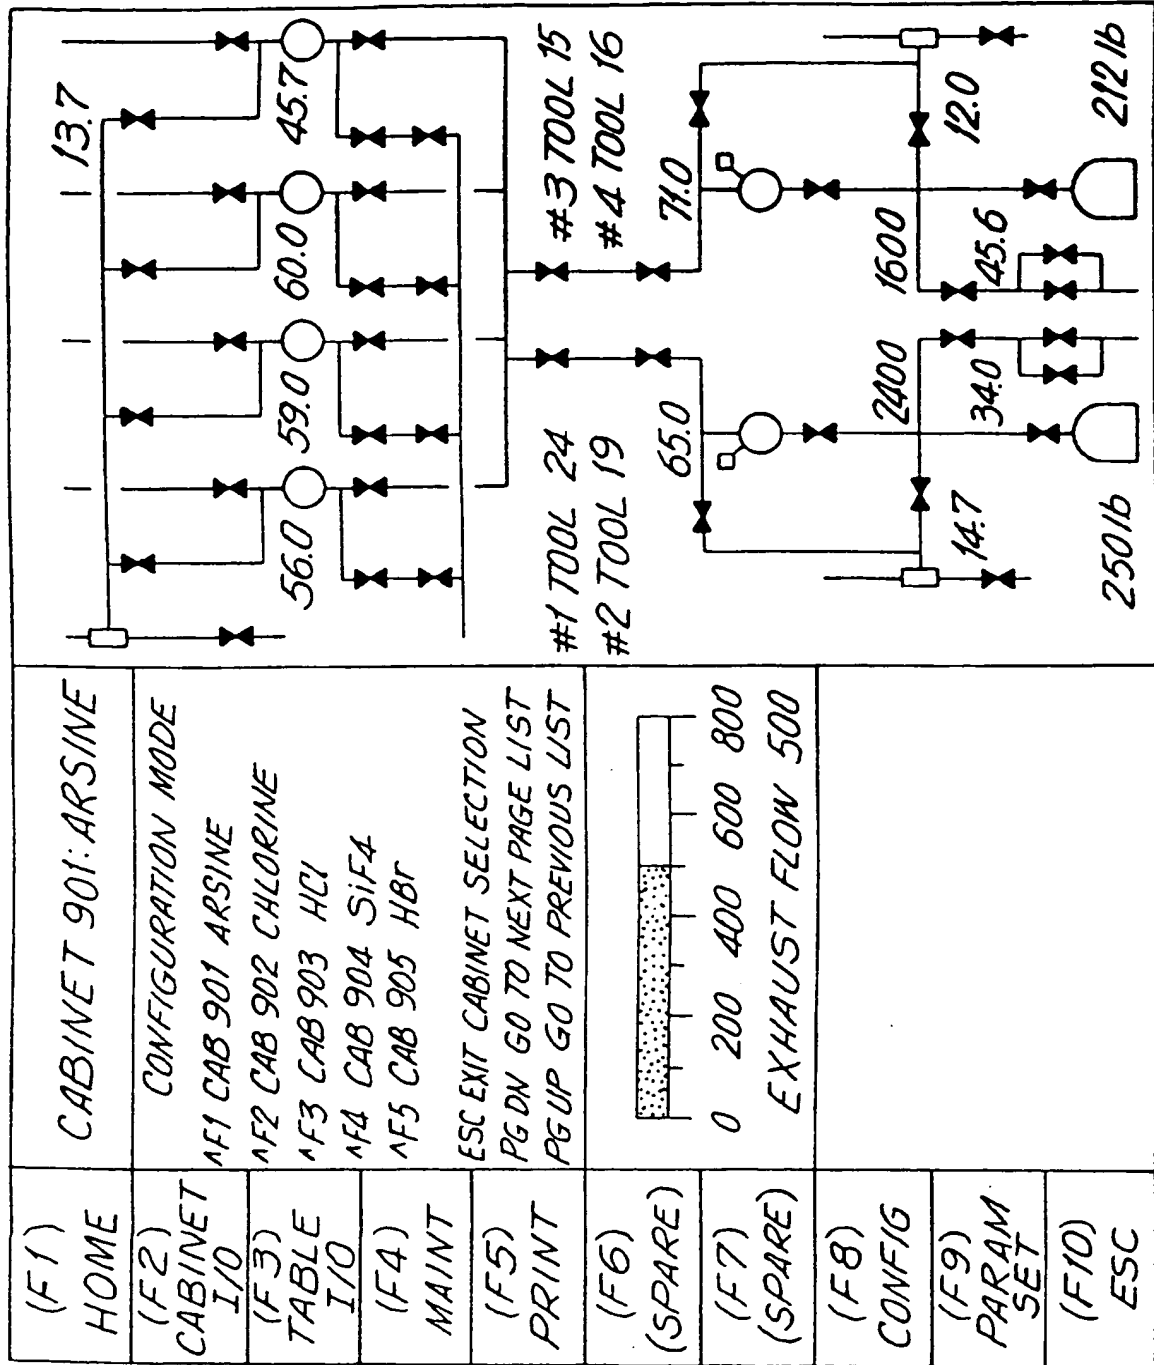 (F1)
HOME
(F2)
CABINET
I/O
(F3)
TABLE
I/O
(F4)
MAINT
(F5)
PRINT
(F6)
(SPARE)
(F7)
(SPARE)
(F8)
CONFIG
(F9)
PARAM
SET
(F10)
ESC
CABINET 901: ARSINE
CONFIGURATION MODE
^F1 CAB 901 ARSINE
^F2 CAB 902 CHLORINE
^F3 CAB 903 HCl
^F4 CAB 904 SiF4
^F5 CAB 905 HBr
ESC EXIT CABINET SELECTION
PG DN GO TO NEXT PAGE LIST
PG UP GO TO PREVIOUS LIST
0 200 400 600 800
EXHAUST FLOW 500
13.7
56.0 59.0 60.0 45.7
#1 TOOL 24
#2 TOOL 19
#3 TOOL 15
#4 TOOL 16
65.0 71.0
2400 1600
14.7 34.0 45.6 12.0
250 lb 212 lb